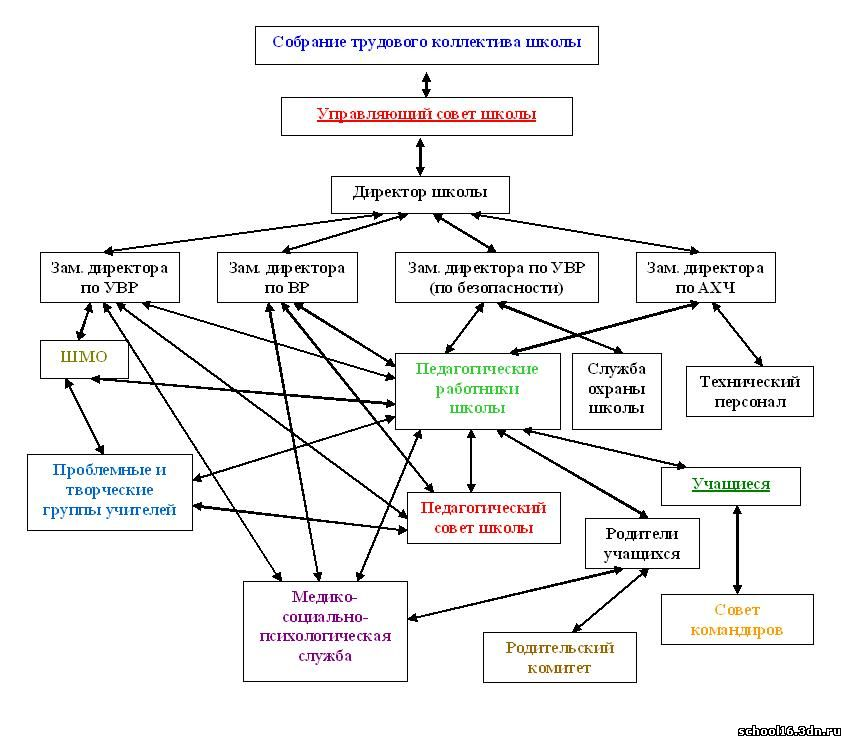 Собрание трудового коллектива школы
Управляющий совет школы
Директор школы
Зам. директора
по УВР
Зам. директора
по ВР
Зам. директора по УВР
(по безопасности)
Зам. директора
по АХЧ
ШМО
Педагогические
работники
школы
Служба
охраны
школы
Технический
персонал
Проблемные и
творческие
группы учителей
Педагогический
совет школы
Учащиеся
Родители
учащихся
Медико-
социально-
психологическая
служба
Родительский
комитет
Совет
командиров
school16.3dn.ru